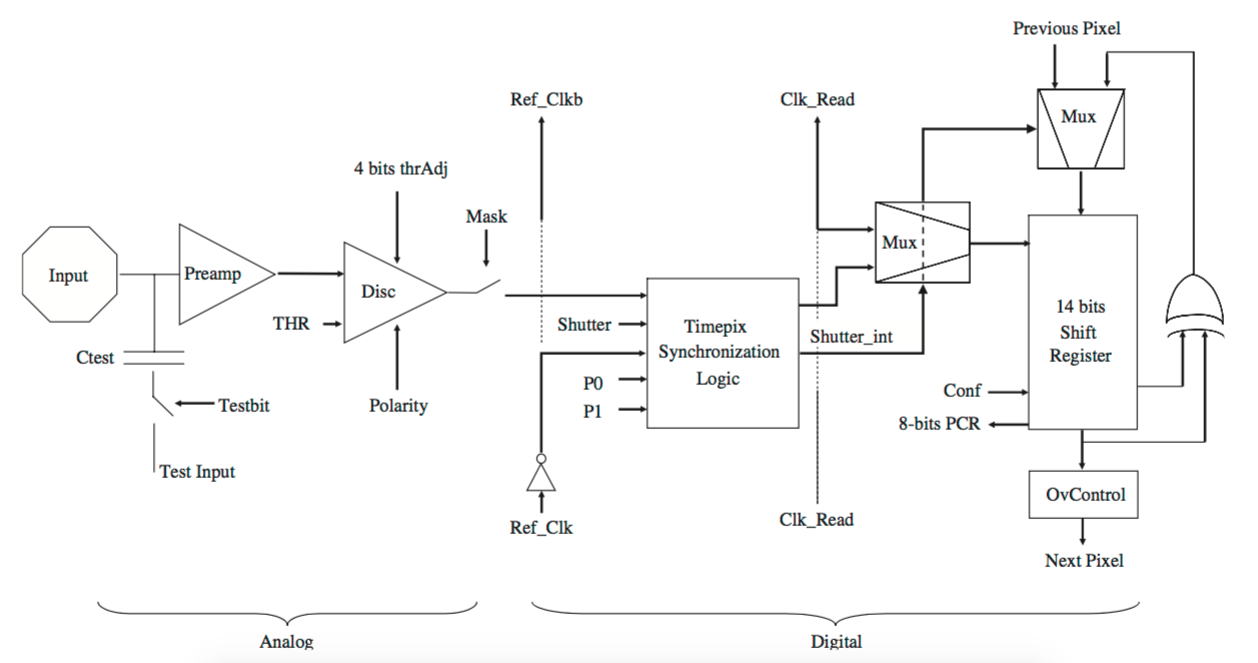 Previous Pixel
Ref_Clkb
Clk_Read
Mux
4 bits thrAdj
Mask
Mux
Input
Preamp
Disc
14 bits
Shift
Register
THR
Shutter
Timepix
Synchronization
Logic
Shutter_int
Ctest
P0
P1
Conf
8-bits PCR
Testbit
Polarity
Test Input
OvControl
Ref_Clk
Clk_Read
Next Pixel
Analog
Digital